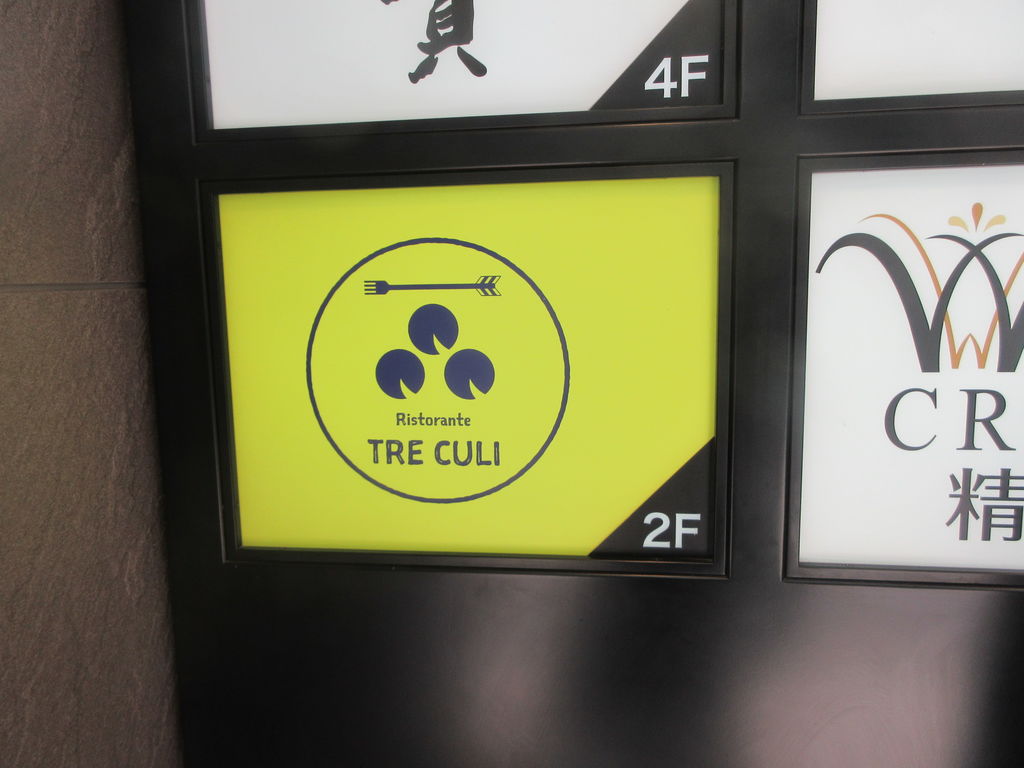 4F
Ristorante
TRE CULI
2F
CR
精